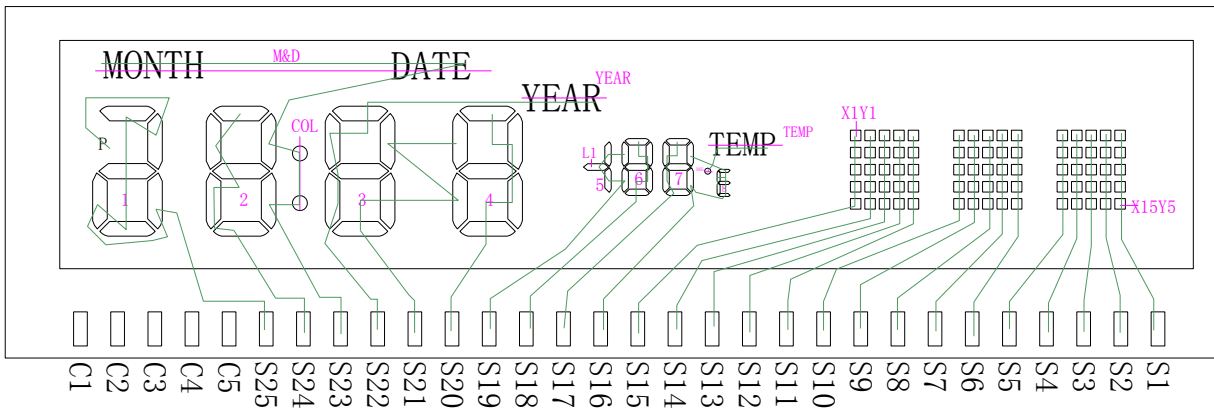 MONTH M&D DATE
YEAR YEAR
COL X1Y1
P L1 TEMP TEMP
1 2 3 4 5 6 7
X15Y5
C1 C2 C3 C4 C5 S25 S24 S23 S22 S21 S20 S19 S18 S17 S16 S15 S14 S13 S12 S11 S10 S9 S8 S7 S6 S5 S4 S3 S2 S1